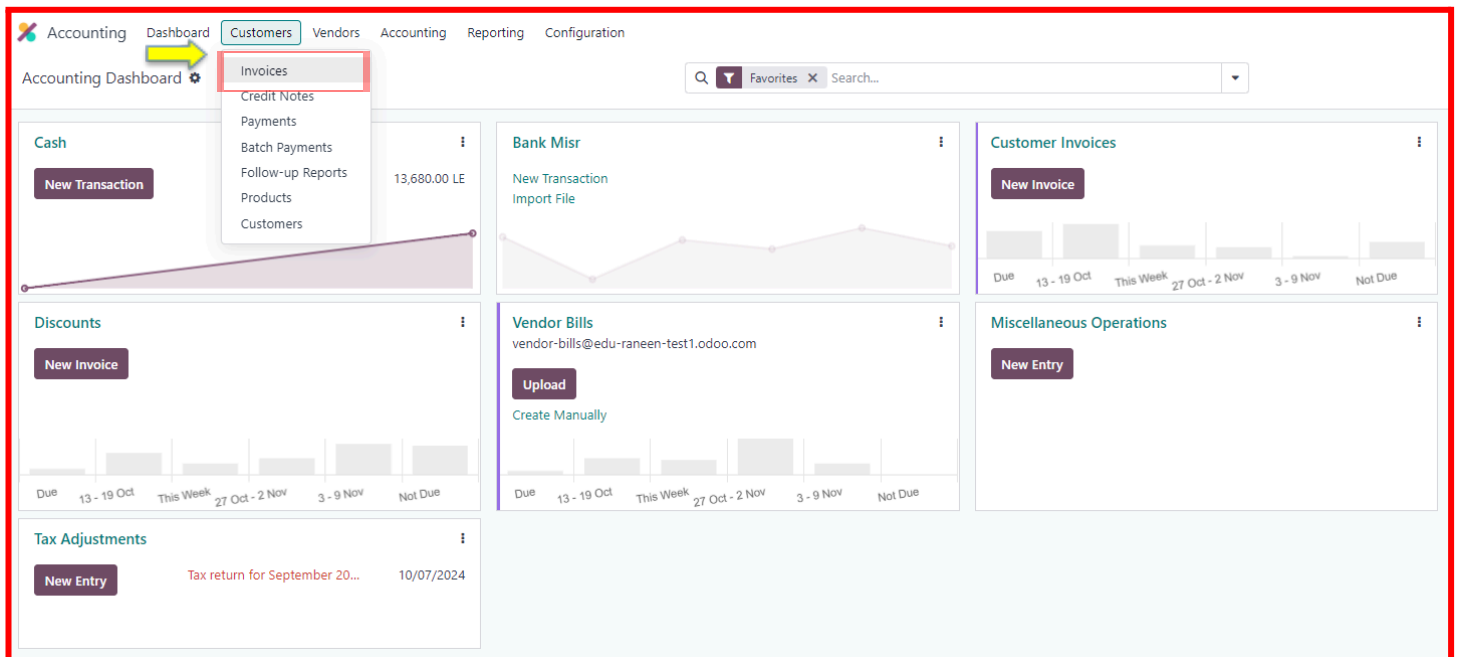 Accounting Dashboard Customers Vendors Accounting Reporting Configuration
Accounting Dashboard
Favorites Search...
Invoices
Credit Notes
Payments
Batch Payments
Follow-up Reports
Products
Customers
Cash
New Transaction
13,680.00 LE
Bank Misr
New Transaction
Import File
Customer Invoices
New Invoice
Due 13 - 19 Oct This Week 27 Oct - 2 Nov 3 - 9 Nov Not Due
Discounts
New Invoice
Due 13 - 19 Oct This Week 27 Oct - 2 Nov 3 - 9 Nov Not Due
Vendor Bills
vendor-bills@edu-raneen-test1.odoo.com
Upload
Create Manually
Due 13 - 19 Oct This Week 27 Oct - 2 Nov 3 - 9 Nov Not Due
Miscellaneous Operations
New Entry
Tax Adjustments
New Entry
Tax return for September 20... 10/07/2024